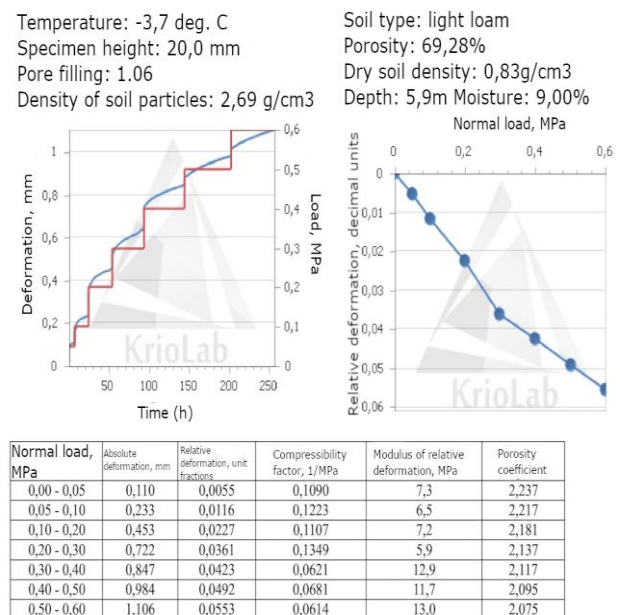 Temperature: -3,7 deg. C
Specimen height: 20,0 mm
Pore filling: 1.06
Density of soil particles: 2,69 g/cm3
Soil type: light loam
Porosity: 69,28%
Dry soil density: 0,83g/cm3
Depth: 5,9m Moisture: 9,00%
Deformation, mm
1
0,8
0,6
0,4
0,2
0
50 100 150 200 250
Time (h)
0,6
0,5
0,4
0,3
0,2
0,1
0
Load, MPa
KrioLab
Normal load, MPa
0 0,2 0,4 0,6
Relative deformation, decimal units
0
0,01
0,02
0,03
0,04
0,05
0,06
KrioLab
Normal load, MPa Absolute deformation, mm Relative deformation, unit fractions Compressibility factor, 1/MPa Modulus of relative deformation, MPa Porosity coefficient
0,00 - 0,05 0,110 0,0055 0,1090 7,3 2,237
0,05 - 0,10 0,233 0,0116 0,1223 6,5 2,217
0,10 - 0,20 0,453 0,0227 0,1107 7,2 2,181
0,20 - 0,30 0,722 0,0361 0,1349 5,9 2,137
0,30 - 0,40 0,847 0,0423 0,0621 12,9 2,117
0,40 - 0,50 0,984 0,0492 0,0681 11,7 2,095
0,50 - 0,60 1,106 0,0553 0,0614 13,0 2,075